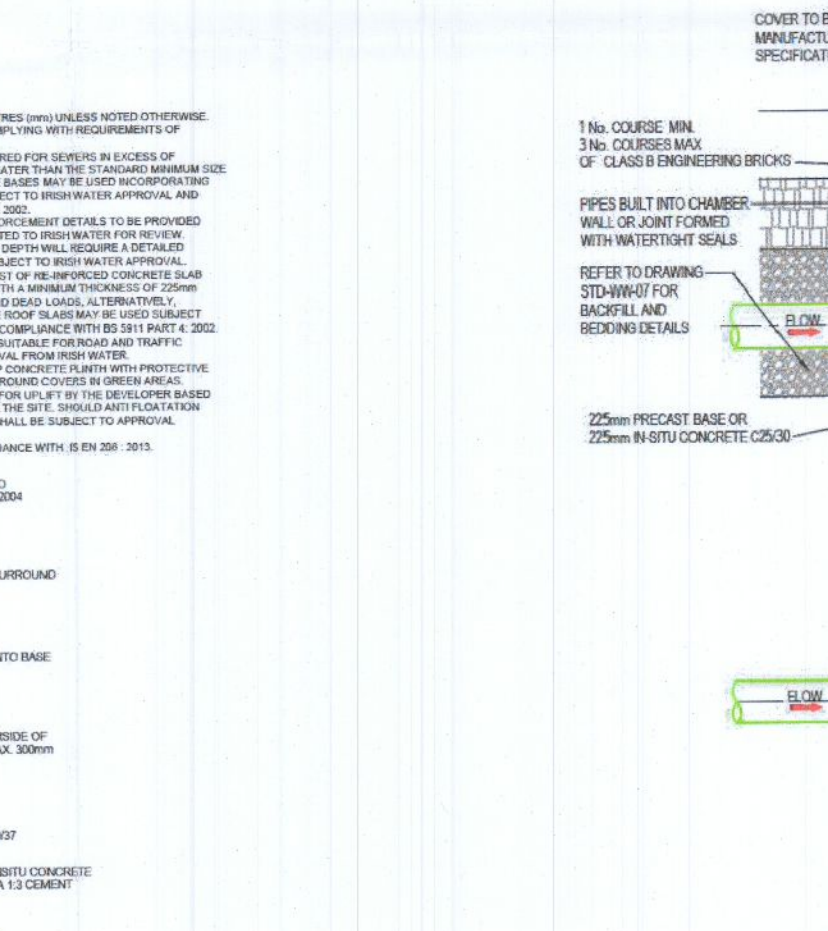 TRES (mm) UNLESS NOTED OTHERWISE.
MPLYING WITH REQUIREMENTS OF
RED FOR SEWERS IN EXCESS OF
ATER THAN THE STANDARD MINIMUM SIZE
BASES MAY BE USED INCORPORATING
ECT TO IRISH WATER APPROVAL AND
2002.
ORCEMENT DETAILS TO BE PROVIDED
TED TO IRISH WATER FOR REVIEW.
DEPTH WILL REQUIRE A DETAILED
BJECT TO IRISH WATER APPROVAL.
ST OF RE-INFORCED CONCRETE SLAB
TH A MINIMUM THICKNESS OF 225mm
D DEAD LOADS, ALTERNATIVELY,
ROOF SLABS MAY BE USED SUBJECT
COMPLIANCE WITH BS 5911 PART 4: 2002.
SUITABLE FOR ROAD AND TRAFFIC
VAL FROM IRISH WATER.
P CONCRETE PLINTH WITH PROTECTIVE
ROUND COVERS IN GREEN AREAS.
FOR UPLIFT BY THE DEVELOPER BASED
THE SITE. SHOULD ANTI FLOATATION
SHALL BE SUBJECT TO APPROVAL
IANCE WITH IS EN 206 : 2013.
D
2004
URROUND
NTO BASE
RSIDE OF
AX. 300mm
/37
NSITU CONCRETE
A 1:3 CEMENT
COVER TO B
MANUFACTU
SPECIFICATI
1 No. COURSE MIN.
3 No. COURSES MAX
OF CLASS B ENGINEERING BRICKS
PIPES BUILT INTO CHAMBER
WALL OR JOINT FORMED
WITH WATERTIGHT SEALS
REFER TO DRAWING
STD-WW-07 FOR
BACKFILL AND
BEDDING DETAILS
FLOW
225mm PRECAST BASE OR
225mm IN-SITU CONCRETE C25/30
FLOW